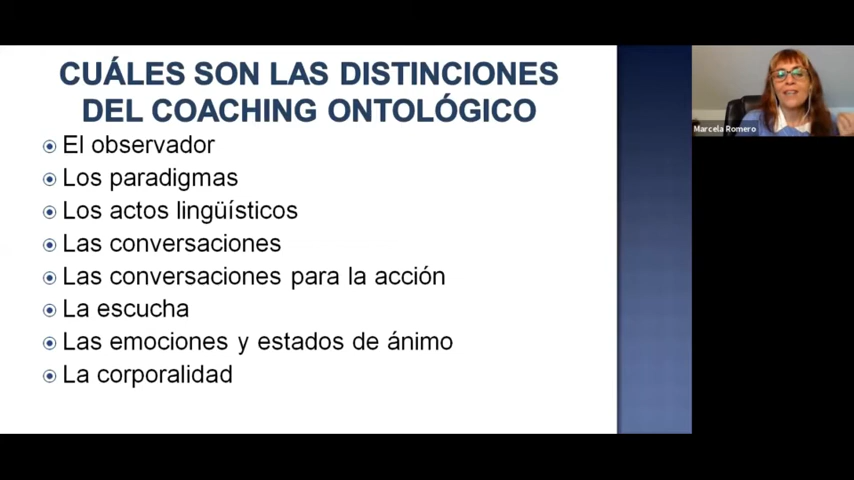 CUÁLES SON LAS DISTINCIONES
DEL COACHING ONTOLÓGICO
El observador
Los paradigmas
Los actos lingüísticos
Las conversaciones
Las conversaciones para la acción
La escucha
Las emociones y estados de ánimo
La corporalidad
Marcela Romero